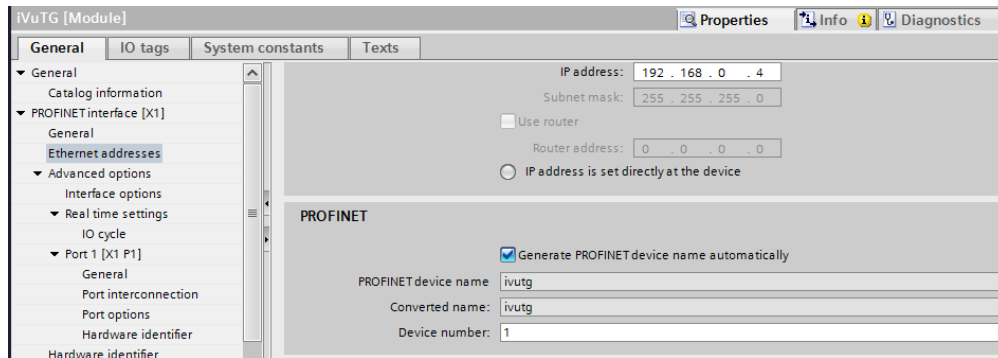 iVuTG [Module]
Properties
Info
Diagnostics
General
IO tags
System constants
Texts
General
Catalog information
PROFINET interface [X1]
General
Ethernet addresses
Advanced options
Interface options
Real time settings
IO cycle
Port 1 [X1 P1]
General
Port interconnection
Port options
Hardware identifier
Hardware identifier
IP address: 192 . 168 . 0 . 4
Subnet mask: 255 . 255 . 255 . 0
Use router
Router address: 0 . 0 . 0 . 0
IP address is set directly at the device
PROFINET
Generate PROFINET device name automatically
PROFINET device name ivutg
Converted name: ivutg
Device number: 1